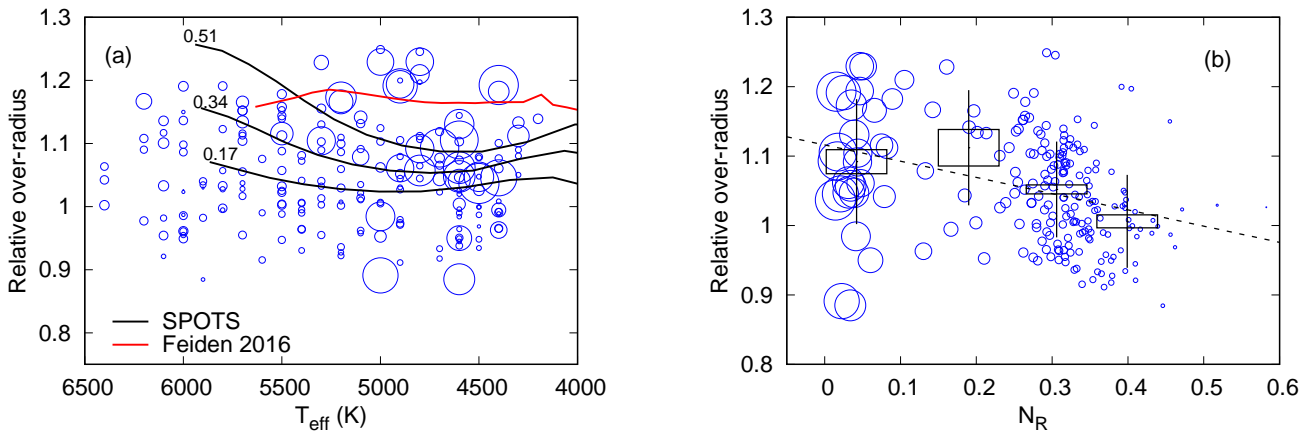 (a)
0.51
0.34
0.17
SPOTS
Feiden 2016
1.3
1.2
1.1
1
0.9
0.8
Relative over-radius
6500 6000 5500 5000 4500 4000
T_eff (K)
(b)
1.3
1.2
1.1
1
0.9
0.8
Relative over-radius
0 0.1 0.2 0.3 0.4 0.5 0.6
N_R